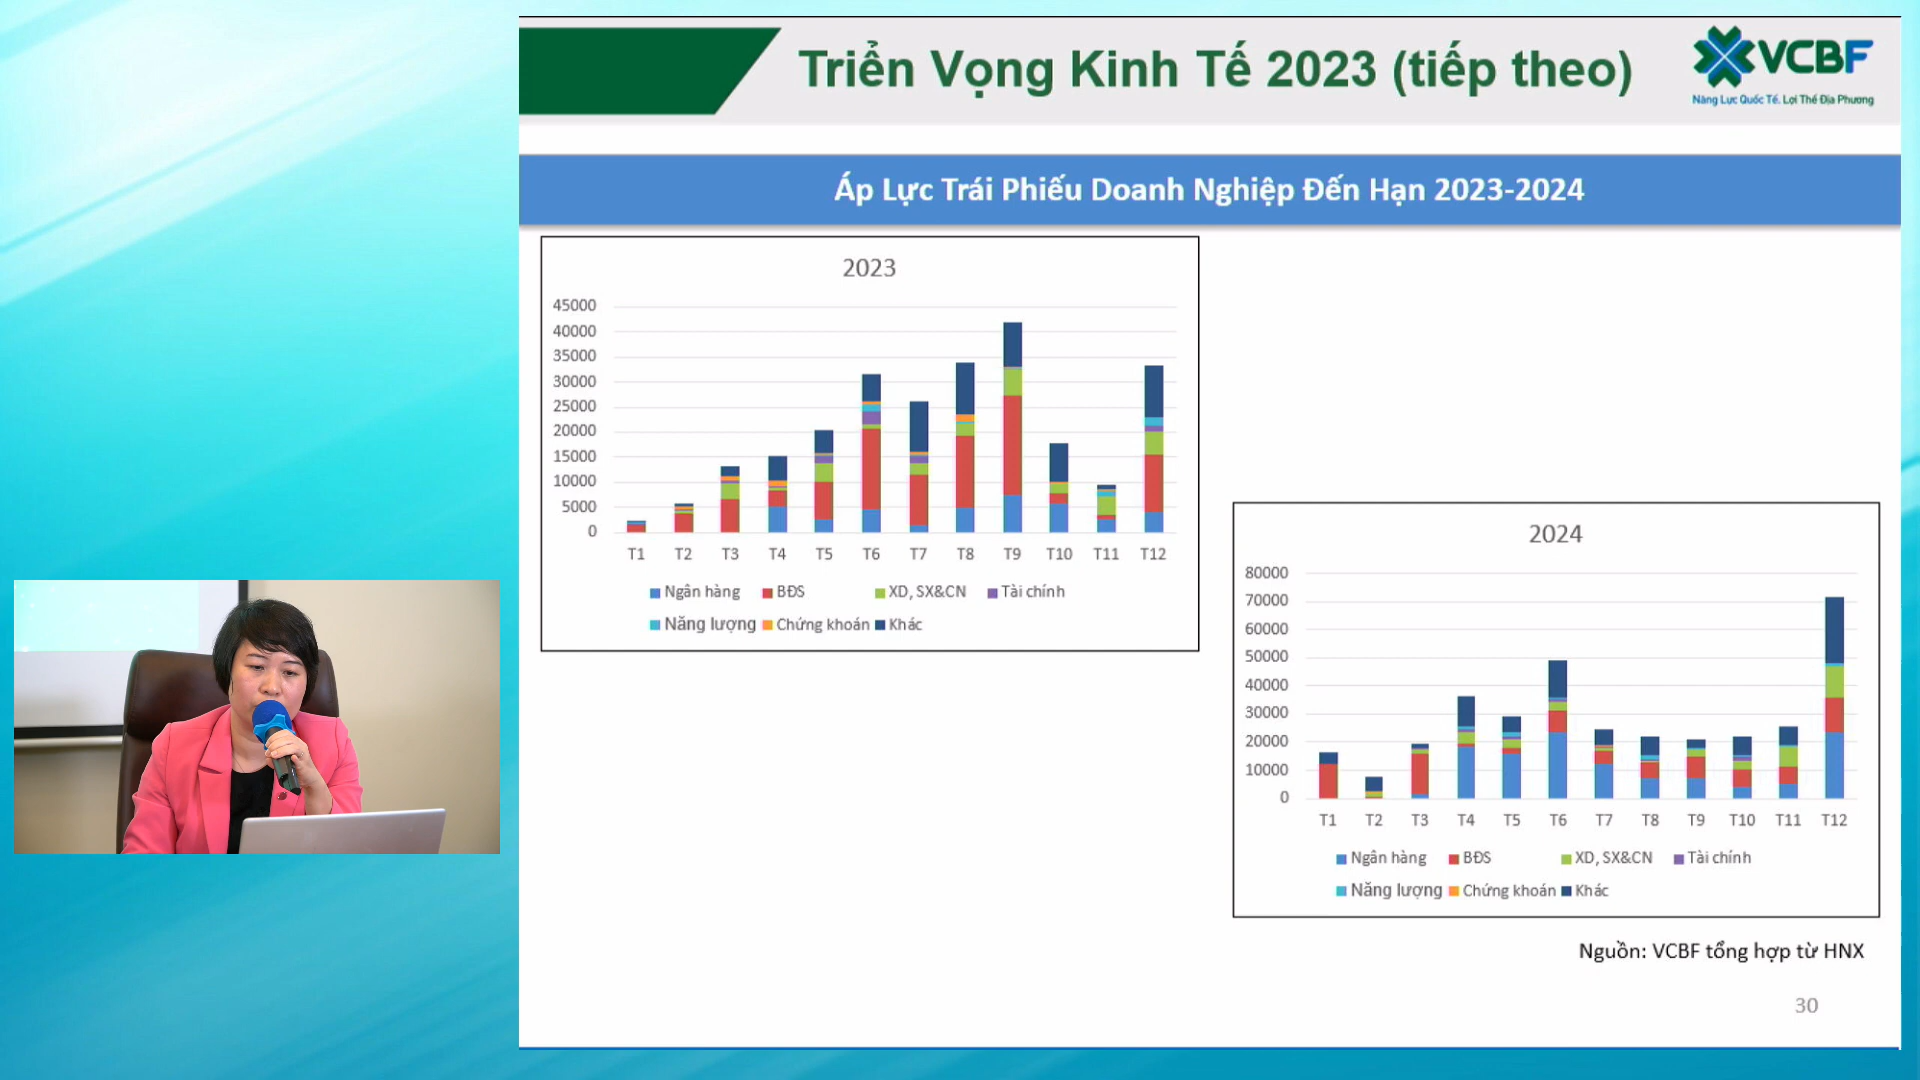 Triển Vọng Kinh Tế 2023 (tiếp theo)
VCBF
Năng Lực Quốc Tế. Lợi Thế Địa Phương
Áp Lực Trái Phiếu Doanh Nghiệp Đến Hạn 2023-2024
2023
45000
40000
35000
30000
25000
20000
15000
10000
5000
0
T1 T2 T3 T4 T5 T6 T7 T8 T9 T10 T11 T12
Ngân hàng BĐS XD, SX&CN Tài chính
Năng lượng Chứng khoán Khác
2024
80000
70000
60000
50000
40000
30000
20000
10000
0
T1 T2 T3 T4 T5 T6 T7 T8 T9 T10 T11 T12
Ngân hàng BĐS XD, SX&CN Tài chính
Năng lượng Chứng khoán Khác
Nguồn: VCBF tổng hợp từ HNX
30